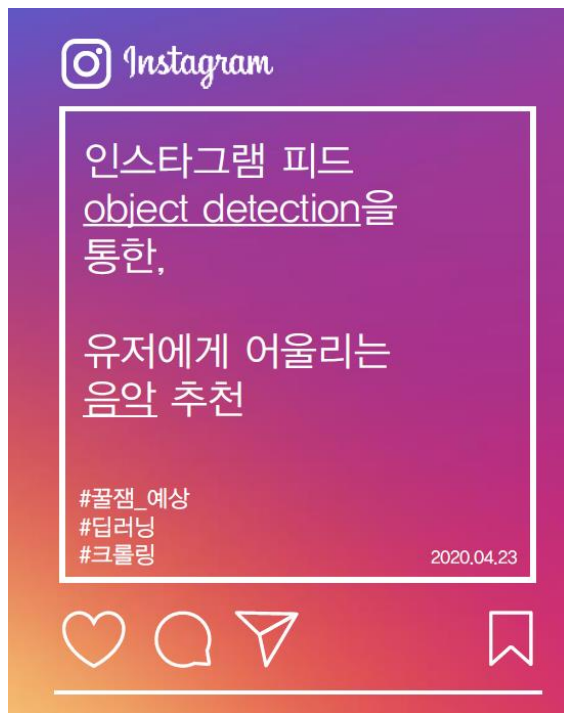 Instagram
인스타그램 피드
object detection을
통한,
유저에게 어울리는
음악 추천
#꿀잼_예상
#딥러닝
#크롤링
2020.04.23